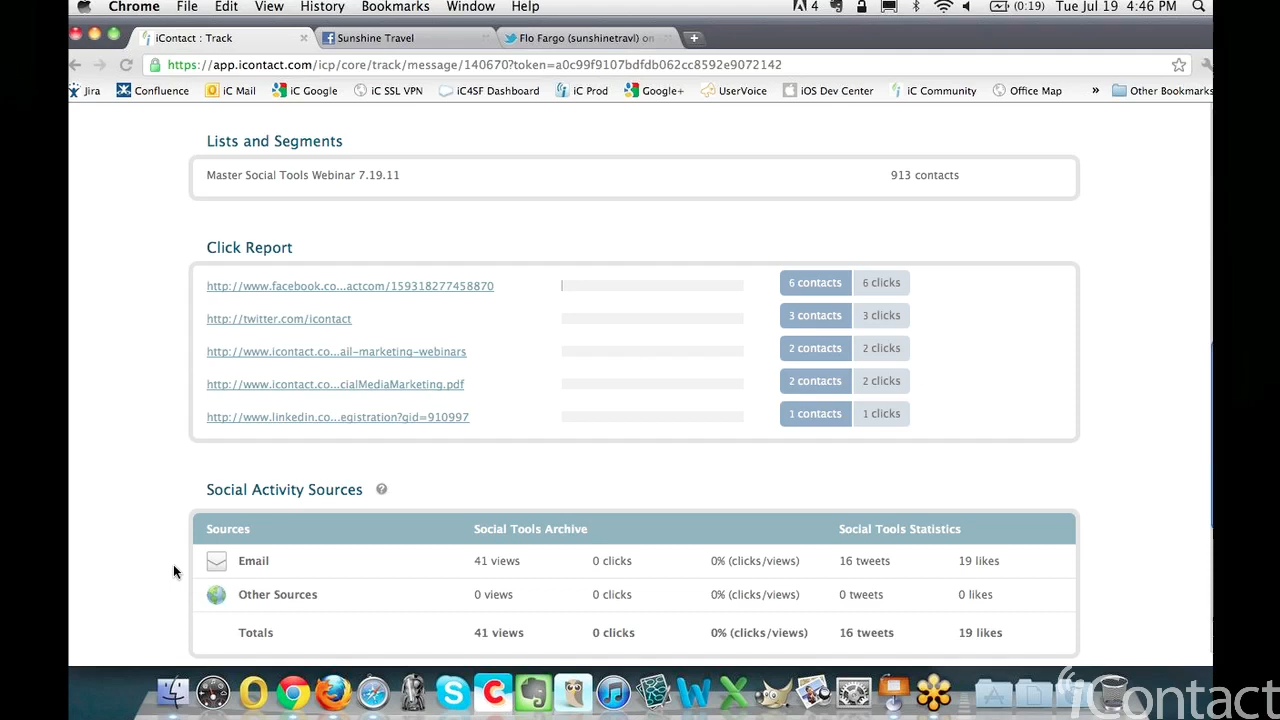 Chrome File Edit View History Bookmarks Window Help 4 (0:19) Tue Jul 19 4:46 PM
iContact : Track Sunshine Travel Flo Fargo (sunshinetravl) on
https://app.icontact.com/icp/core/track/message/140670?token=a0c99f9107bdfdb062cc8592e9072142
Jira Confluence iC Mail iC Google iC SSL VPN iC4SF Dashboard iC Prod Google+ UserVoice iOS Dev Center iC Community Office Map » Other Bookmarks
Lists and Segments
Master Social Tools Webinar 7.19.11 913 contacts
Click Report
http://www.facebook.co...actcom/159318277458870 6 contacts 6 clicks
http://twitter.com/icontact 3 contacts 3 clicks
http://www.icontact.co...ail-marketing-webinars 2 contacts 2 clicks
http://www.icontact.co...cialMediaMarketing.pdf 2 contacts 2 clicks
http://www.linkedin.co...egistration?gid=910997 1 contacts 1 clicks
Social Activity Sources ?
Sources Social Tools Archive Social Tools Statistics
Email 41 views 0 clicks 0% (clicks/views) 16 tweets 19 likes
Other Sources 0 views 0 clicks 0% (clicks/views) 0 tweets 0 likes
Totals 41 views 0 clicks 0% (clicks/views) 16 tweets 19 likes
iContact